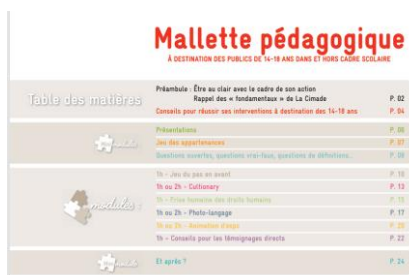 Mallette pédagogique
À DESTINATION DES PUBLICS DE 14-18 ANS DANS ET HORS CADRE SCOLAIRE
Table des matières
Préambule : Être au clair avec le cadre de son action
Rappel des « fondamentaux » de La Cimade P. 02
Conseils pour réussir ses interventions à destination des 14-18 ans P. 04
Présentations P. 06
Jeu des appartenances P. 07
Questions ouvertes, questions vrai-faux, questions de définitions... P. 08
modules :
1h - Jeu du pas en avant P. 10
1h ou 2h - Cultionary P. 13
1h - Frise humaine des droits humains P. 15
1h ou 2h - Photo-langage P. 17
1h ou 2h - Animation d'expo P. 20
1h - Conseils pour les témoignages directs P. 22
Et après ? P. 24